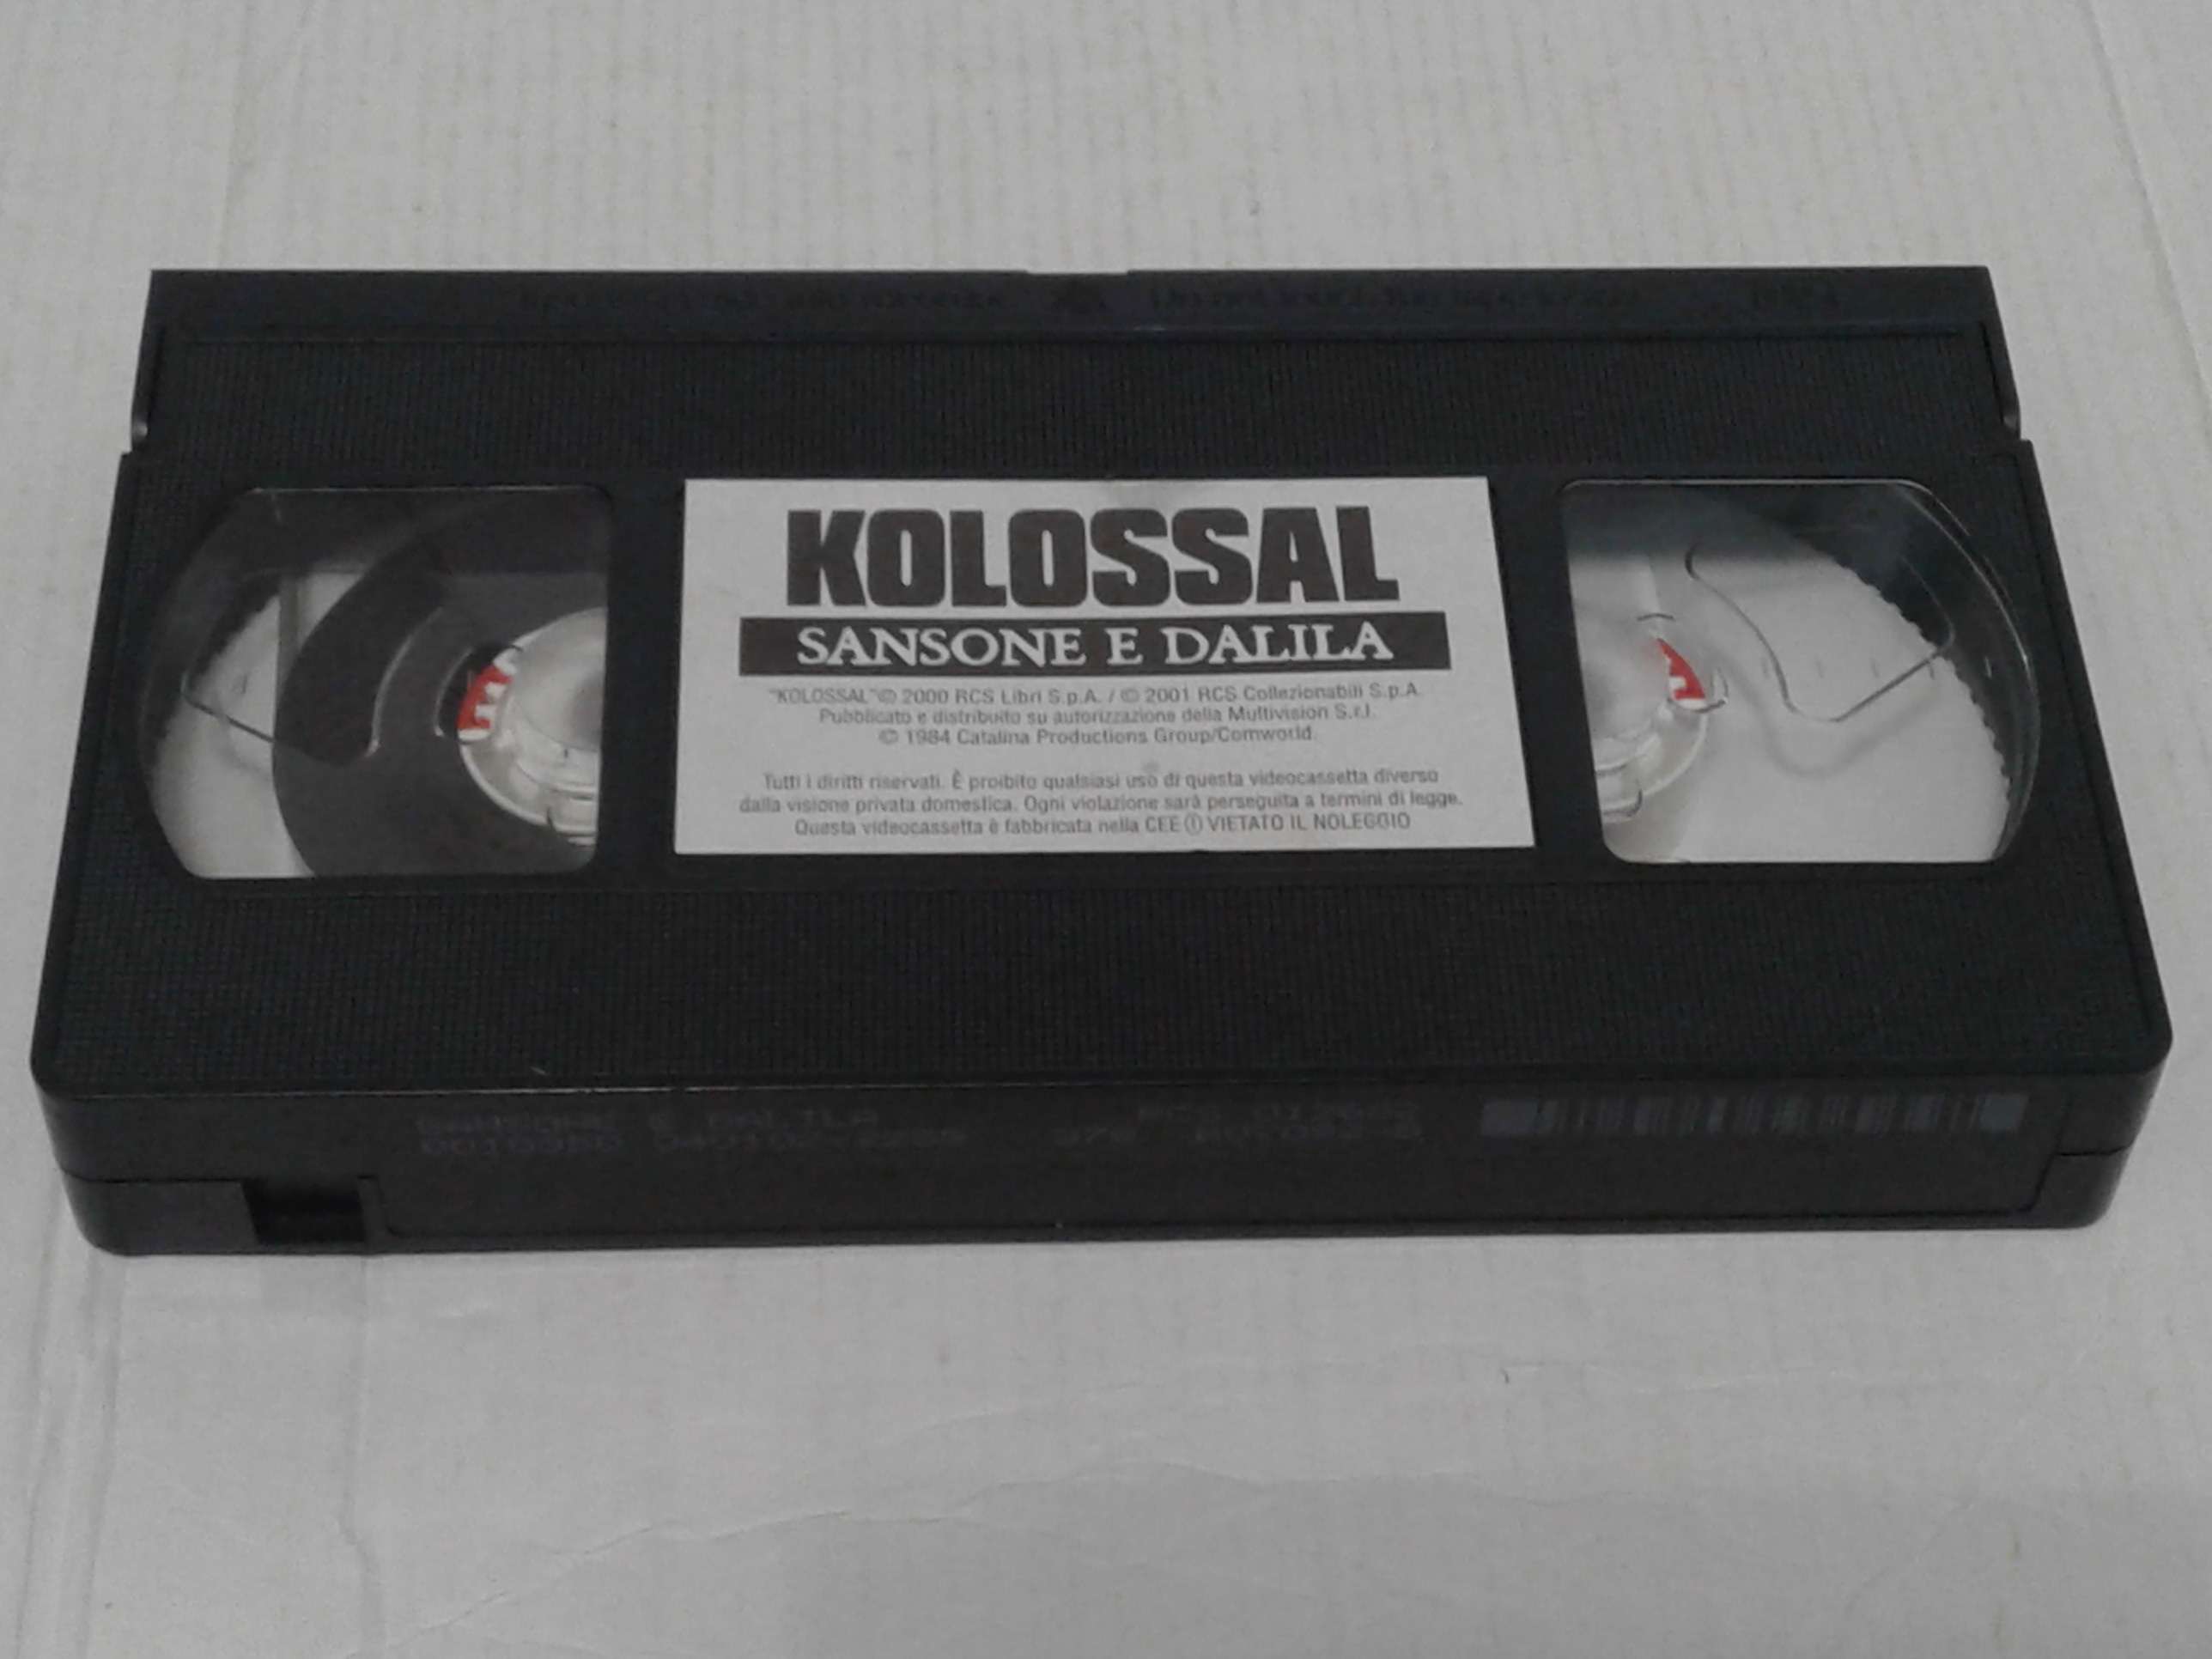 KOLOSSAL
SANSONE E DALILA
"KOLOSSAL" © 2000 RCS Libri S.p.A. / © 2001 RCS Collezionabili S.p.A.
Pubblicato e distribuito su autorizzazione della Multivision S.r.l.
© 1984 Catalina Productions Group/Comworld.
Tutti i diritti riservati. È proibito qualsiasi uso di questa videocassetta diverso
dalla visione privata domestica. Ogni violazione sarà perseguita a termini di legge.
Questa videocassetta è fabbricata nella CEE ⓘ VIETATO IL NOLEGGIO
SANSONE E DALILA